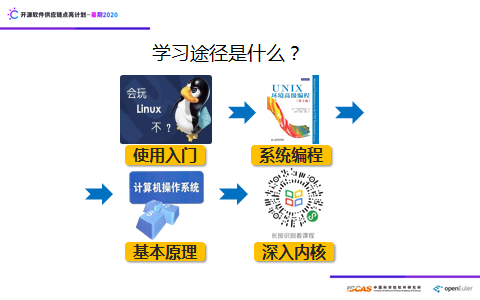 开源软件供应链点亮计划-暑期2020
学习途径是什么?
会玩
Linux
不?
使用入门
UNIX
环境高级编程
系统编程
计算机操作系统
基本原理
长按识别看课程
深入内核
ISCAS 中国科学院软件研究所
openEuler